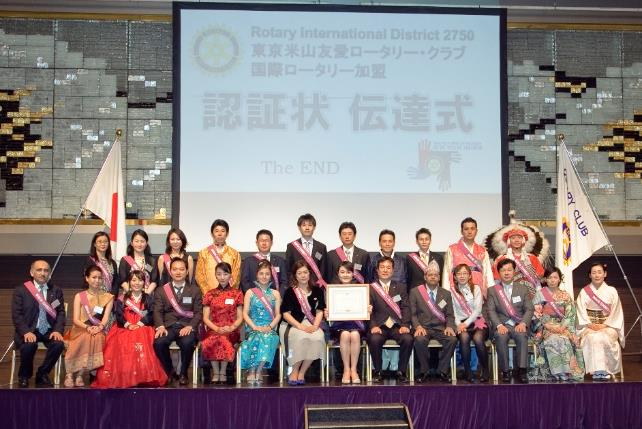 Rotary International District 2750
東京米山友愛ロータリー・クラブ
国際ロータリー加盟
認証状 伝達式
The END
ROTARY CLUB